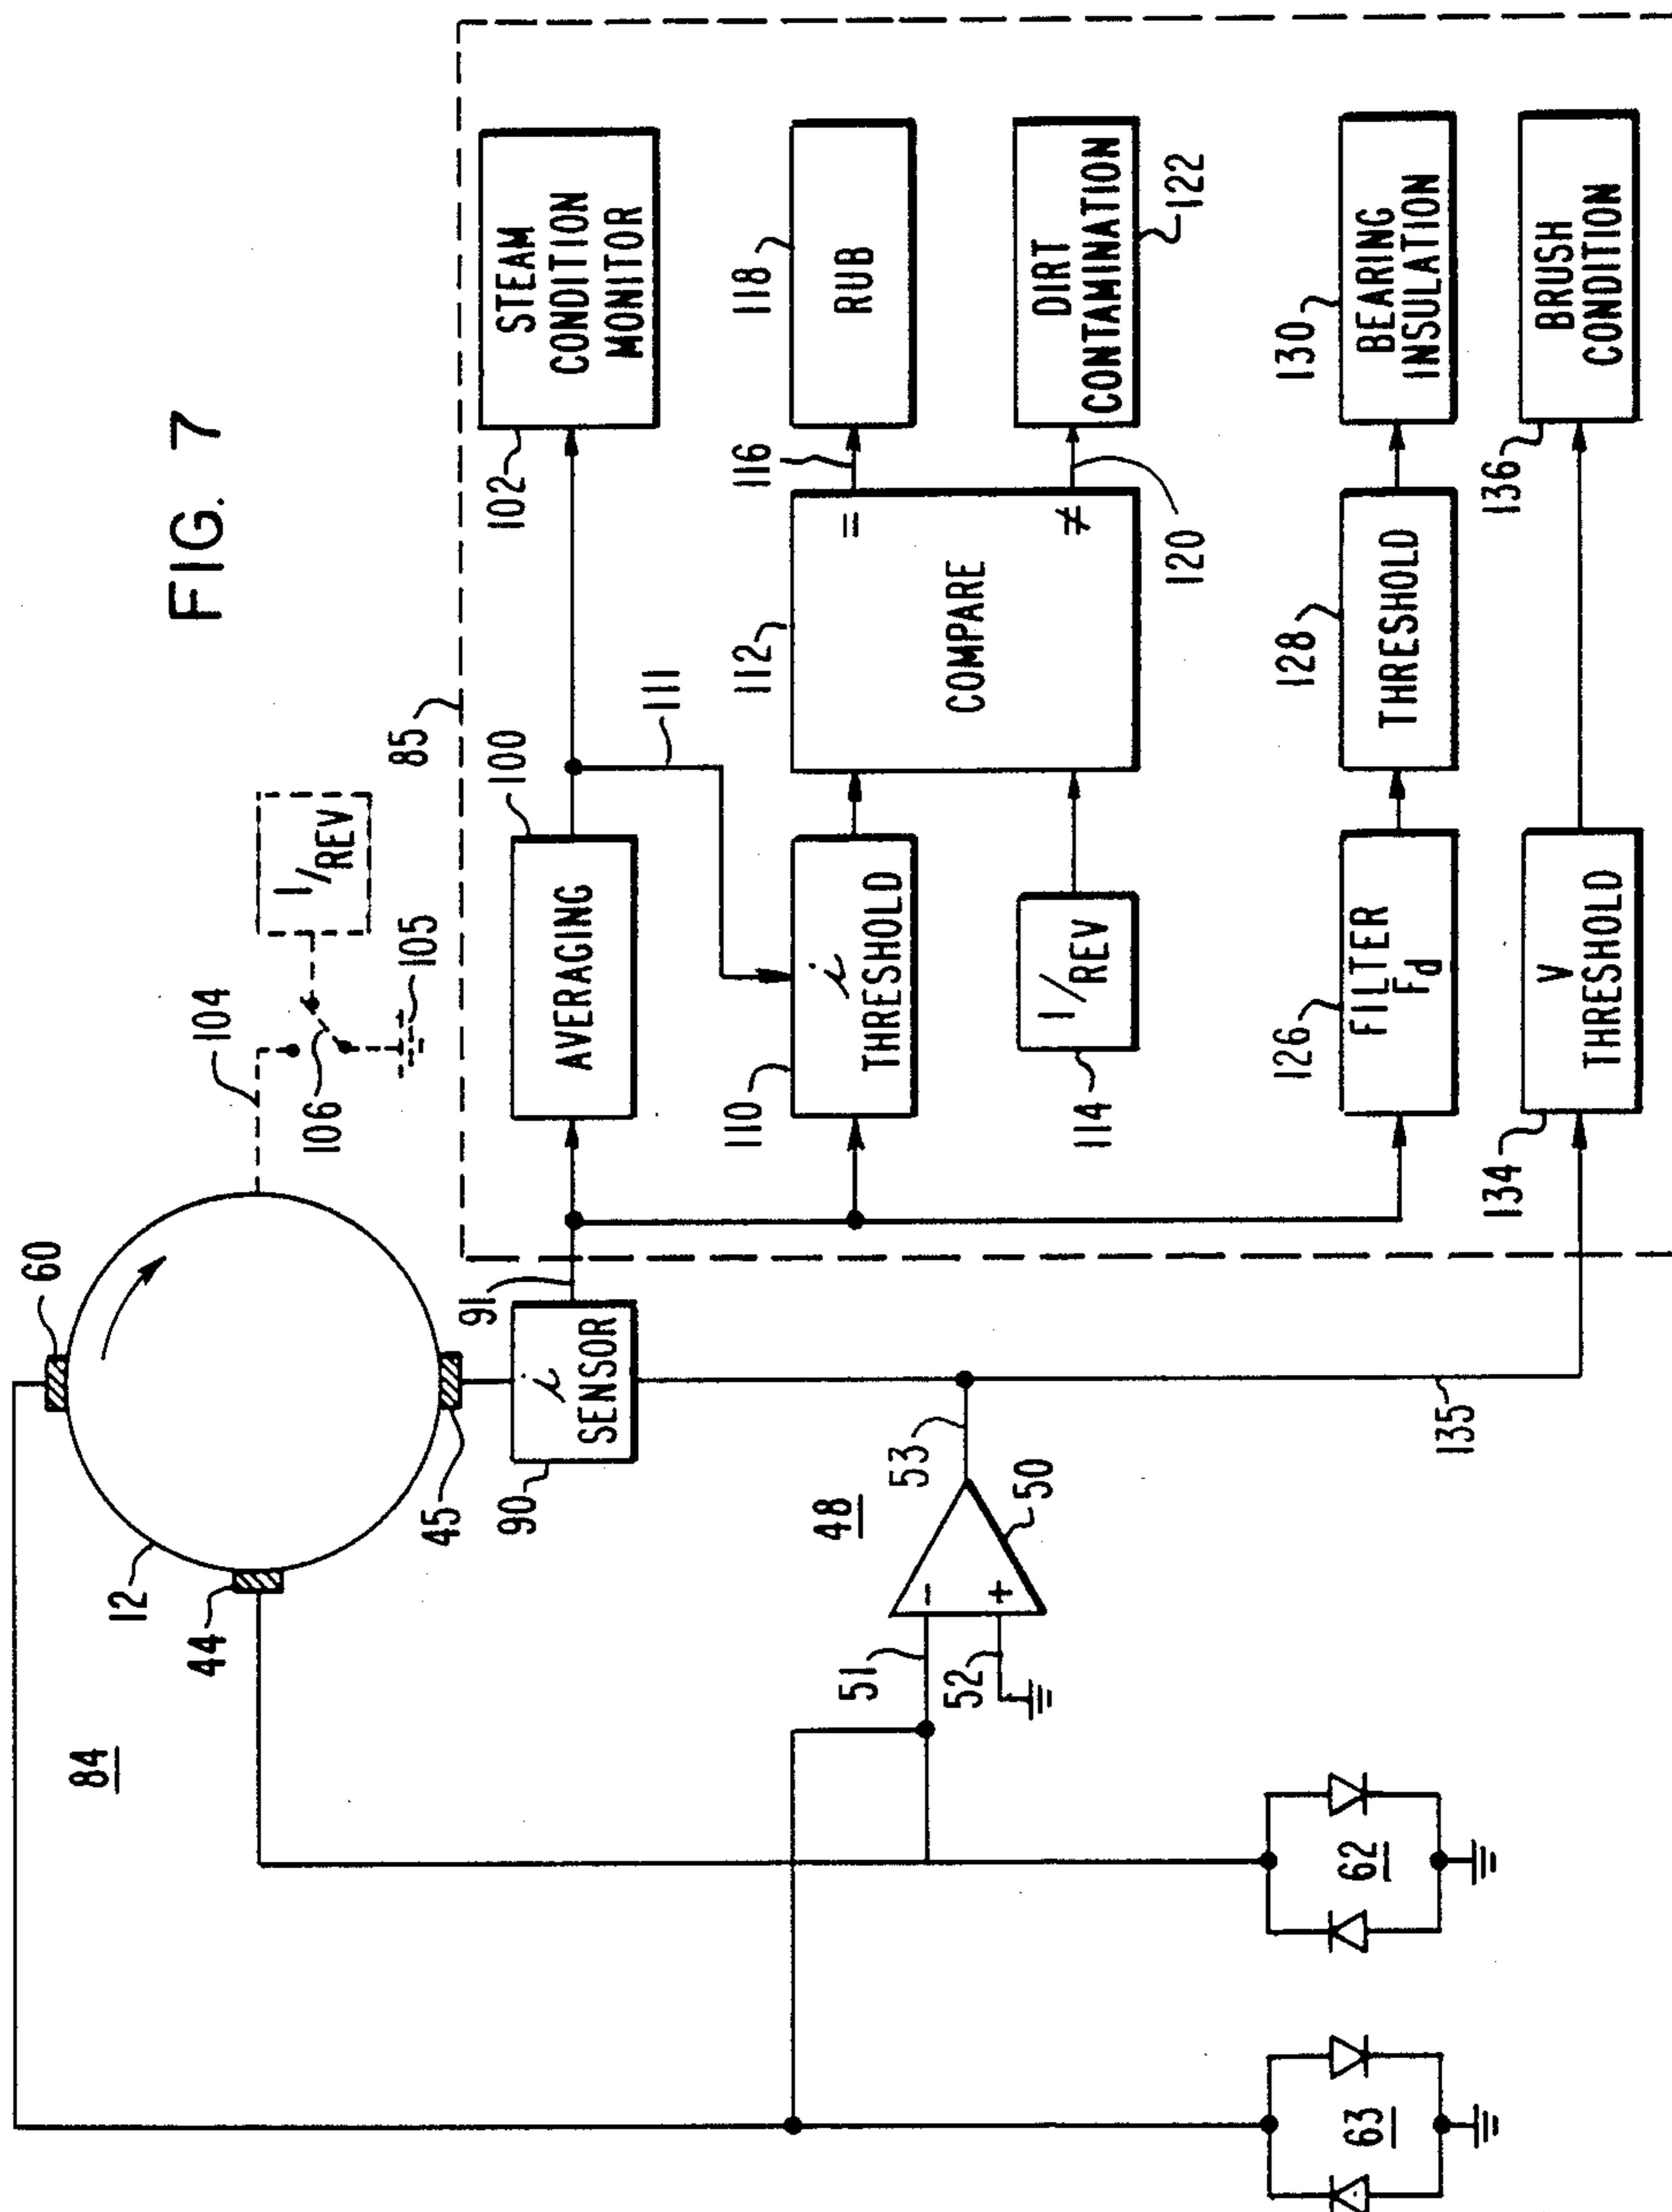 FIG. 7
84
12
44
60
45
104
106
105
1/REV
85
90
i
SENSOR
91
100
AVERAGING
102
STEAM
CONDITION
MONITOR
111
110
i
THRESHOLD
112
COMPARE
=
≠
116
118
RUB
114
1/REV
120
DIRT
CONTAMINATION
122
48
51
-
52
+
50
53
126
FILTER
Fd
128
THRESHOLD
130
BEARING
INSULATION
135
134
V
THRESHOLD
136
BRUSH
CONDITION
62
63